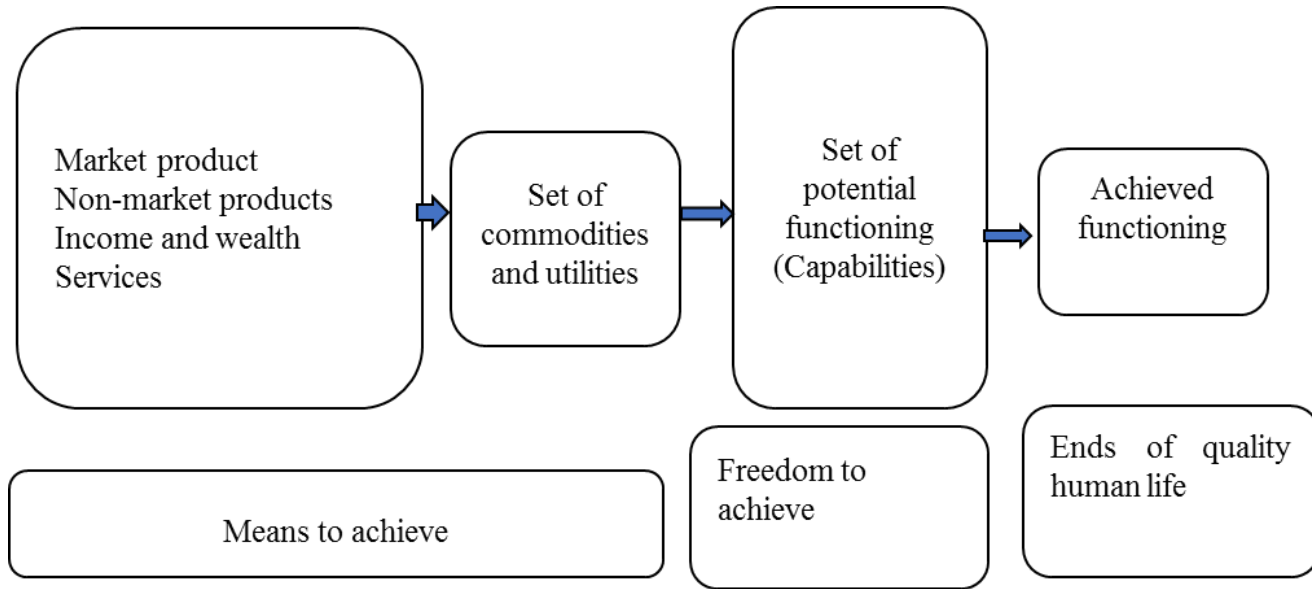 Market product
Non-market products
Income and wealth
Services
Set of
commodities
and utilities
Set of
potential
functioning
(Capabilities)
Achieved
functioning
Means to achieve
Freedom to
achieve
Ends of quality
human life